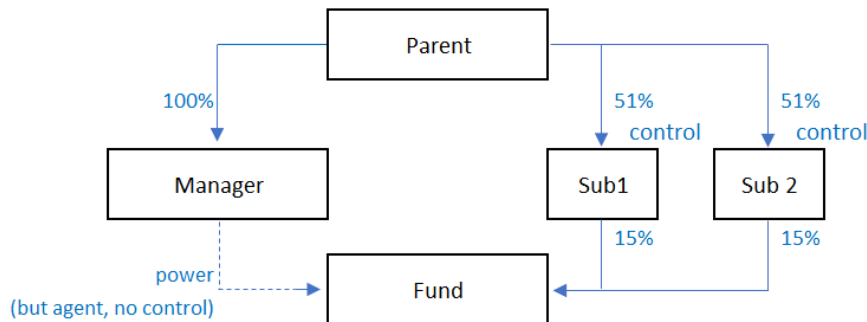 Parent
100%
51%
51%
control
control
Manager
Sub1
Sub 2
15%
15%
power
(but agent, no control)
Fund